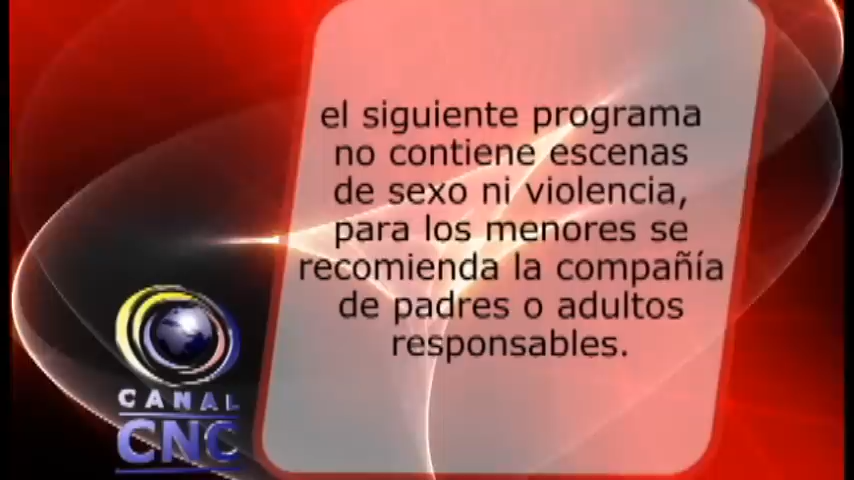 el siguiente programa
no contiene escenas
de sexo ni violencia,
para los menores se
recomienda la compañía
de padres o adultos
responsables.
CANAL
CNC